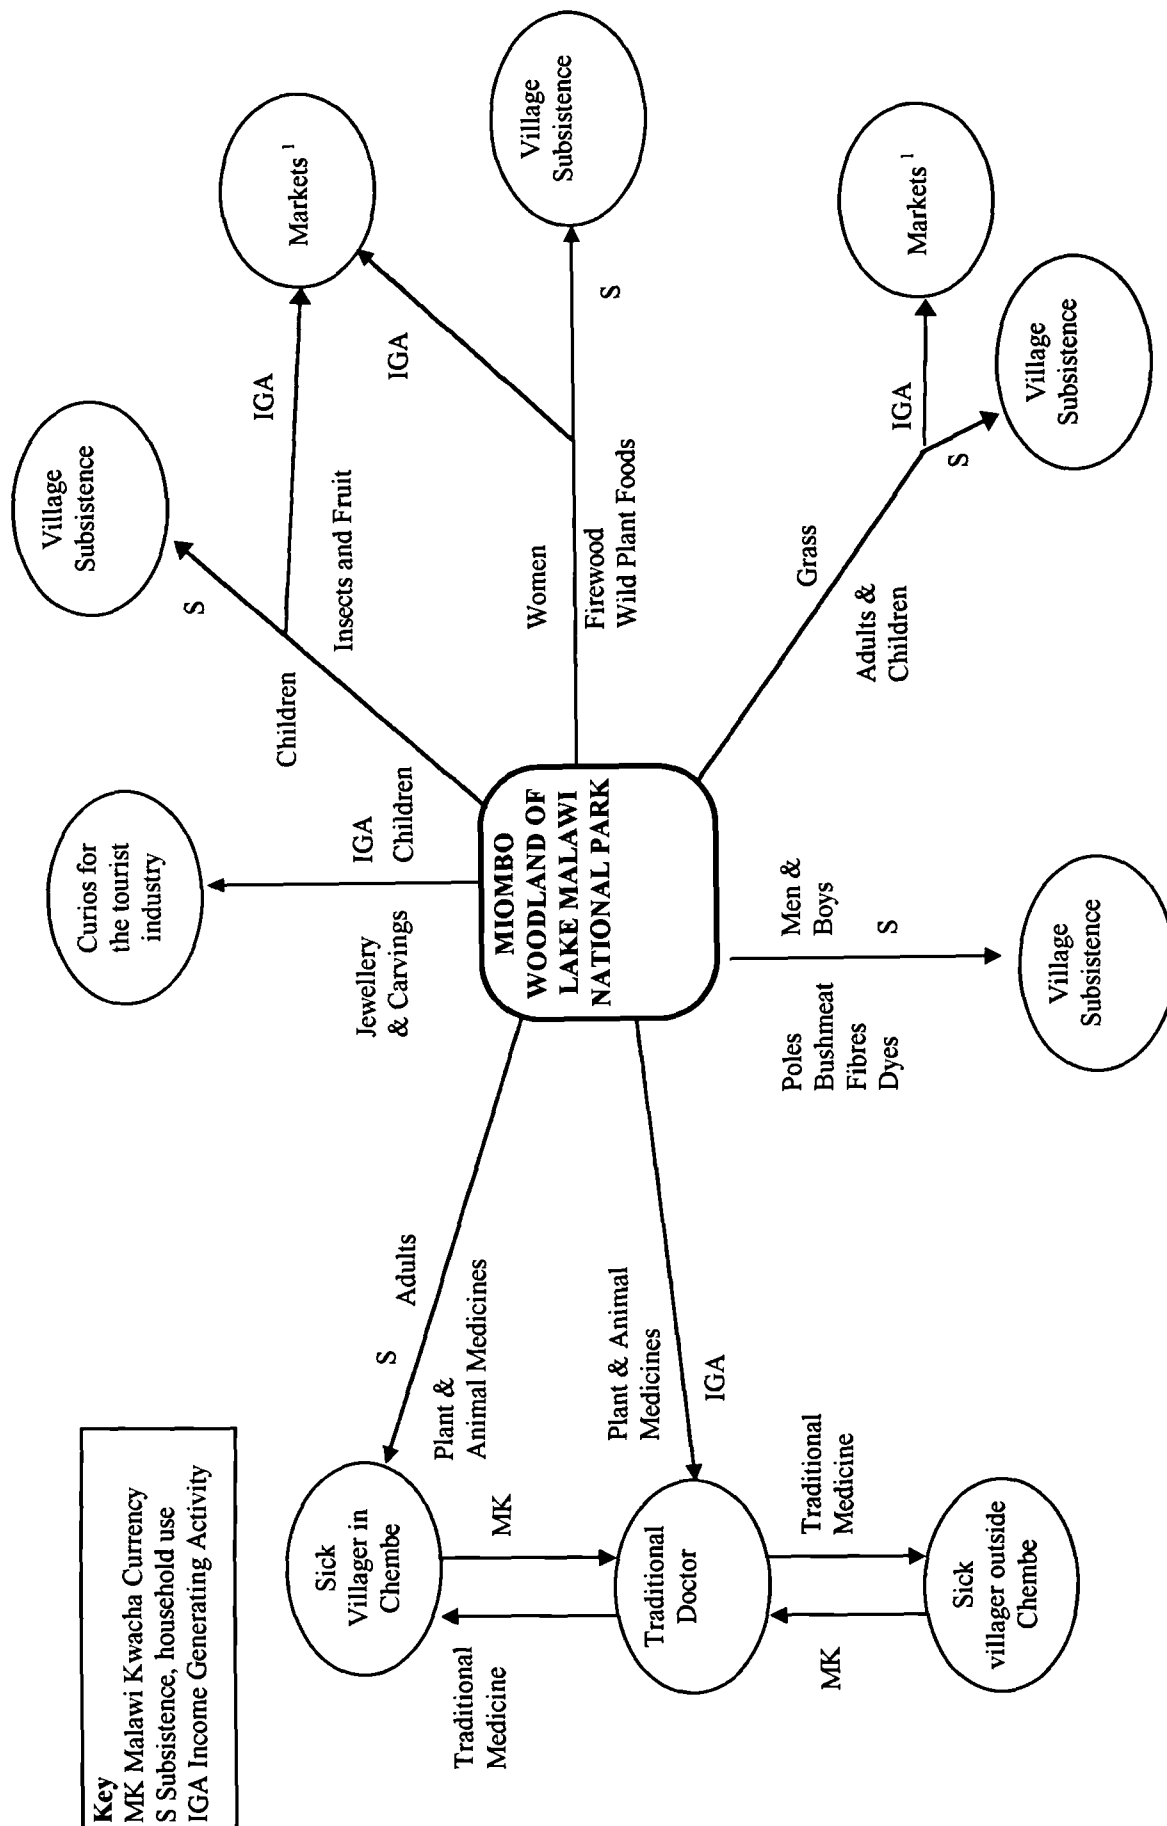 Key
MK Malawi Kwacha Currency
S Subsistence, household use
IGA Income Generating Activity
Sick
Villager in
Chembe
MK
Traditional
Medicine
Traditional
Doctor
Traditional
Medicine
MK
Sick
villager outside
Chembe
S
Adults
Plant &
Animal Medicines
Plant & Animal
Medicines
IGA
Curios for
the tourist
industry
Jewellery
& Carvings
IGA
Children
MIOMBO
WOODLAND OF
LAKE MALAWI
NATIONAL PARK
Poles
Bushmeat
Fibres
Dyes
Men &
Boys
S
Village
Subsistence
Children
Insects and Fruit
S
IGA
Village
Subsistence
Markets 1
Women
Firewood
Wild Plant Foods
IGA
S
Village
Subsistence
Grass
Adults &
Children
IGA
S
Markets 1
Village
Subsistence